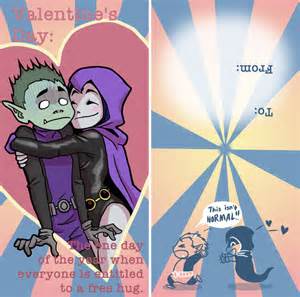 Valentine's
Day:
The one day
of the year when
everyone is entitled
to a free hug.
From:
To:
This isn't
NORMAL!!